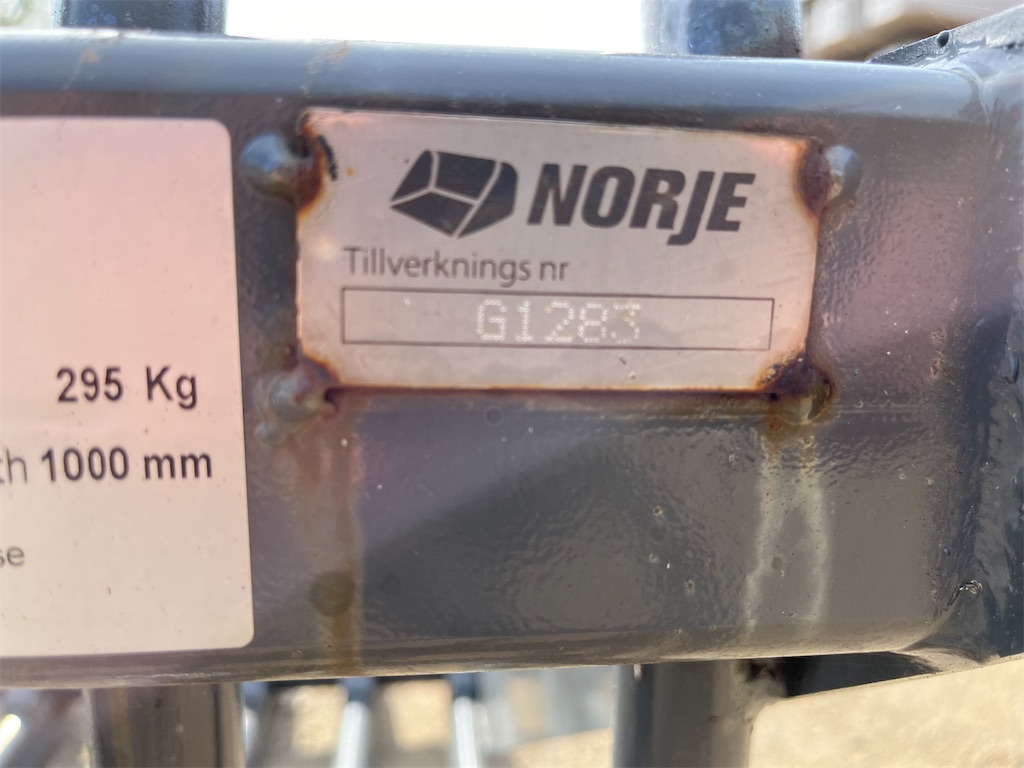 NORJE
Tillverknings nr
G1283
295 Kg
1000 mm